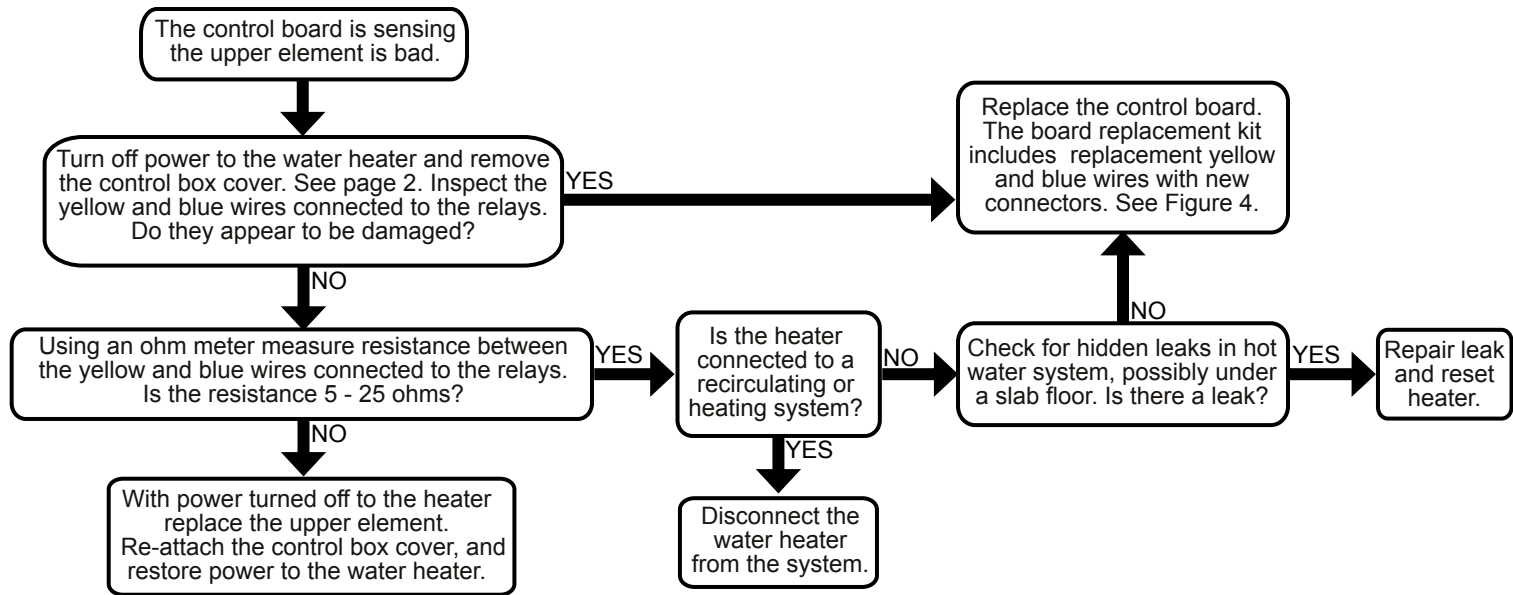 The control board is sensing
the upper element is bad.
Turn off power to the water heater and remove
the control box cover. See page 2. Inspect the
yellow and blue wires connected to the relays.
Do they appear to be damaged?
YES
Replace the control board.
The board replacement kit
includes  replacement yellow
and blue wires with new
connectors. See Figure 4.
NO
Using an ohm meter measure resistance between
the yellow and blue wires connected to the relays.
Is the resistance 5 - 25 ohms?
YES
Is the heater
connected to a
recirculating or
heating system?
NO
Check for hidden leaks in hot
water system, possibly under
a slab floor. Is there a leak?
NO
YES
Repair leak
and reset
heater.
NO
With power turned off to the heater
replace the upper element.
Re-attach the control box cover, and
restore power to the water heater.
YES
Disconnect the
water heater
from the system.